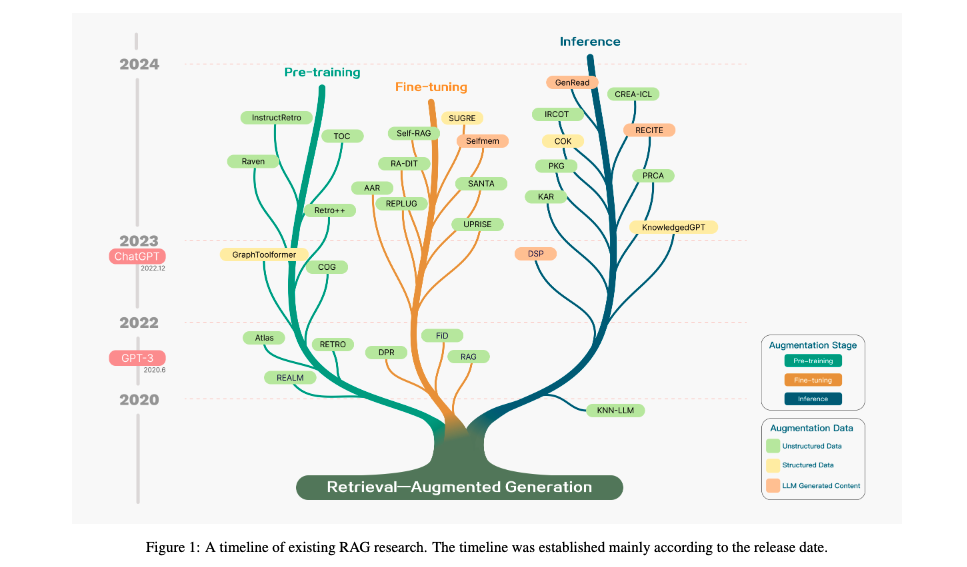 Inference
2024
Pre-training
GenRead
Fine-tuning
CREA-ICL
InstructRetro
IRCOT
SUGRE
TOC
Self-RAG
RECITE
Selfmem
COK
Raven
RA-DIT
PKG
PRCA
AAR
SANTA
REPLUG
KAR
Retro++
UPRISE
KnowledgedGPT
2023
ChatGPT
2022.12
GraphToolformer
DSP
COG
2022
Atlas
RETRO
FiD
DPR
RAG
GPT-3
2020.6
REALM
2020
KNN-LLM
Retrieval—Augmented Generation
Augmentation Stage
Pre-training
Fine-tuning
Inference
Augmentation Data
Unstructured Data
Structured Data
LLM Generated Content
Figure 1: A timeline of existing RAG research. The timeline was established mainly according to the release date.